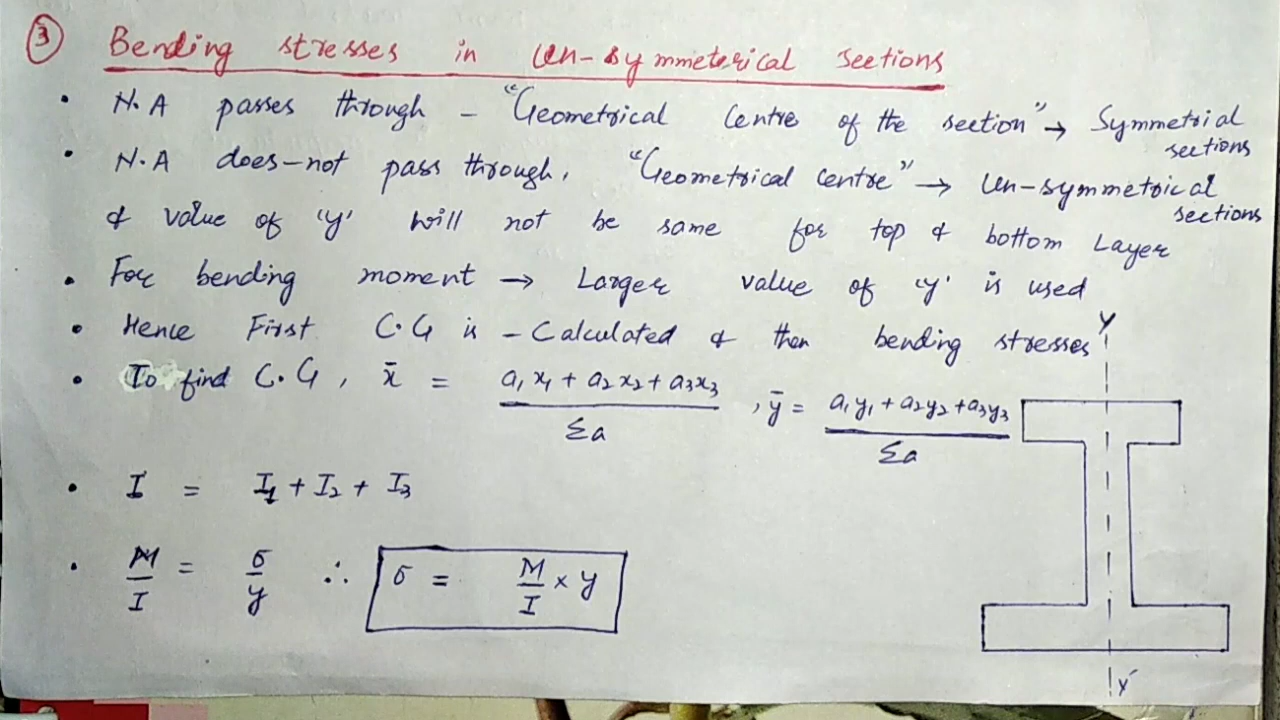 ③ Bending stresses in Un-symmeterical sections
• N.A passes through - "Geometrical Centre of the section" → Symmetrial sections
• N.A does-not pass through, "Geometrical centre" → Un-symmetrical sections
& value of 'y' will not be same for top & bottom Layer
• For bending moment → Larger value of 'y' is used
• Hence First C.G is - Calculated & then bending stresses
• To find C.G, x̄ = a₁x₁ + a₂x₂ + a₃x₃ / Σa , ȳ = a₁y₁ + a₂y₂ + a₃y₃ / Σa
• I = I₁ + I₂ + I₃
• M/I = σ/y ∴ σ = M/I × y
Y
Y